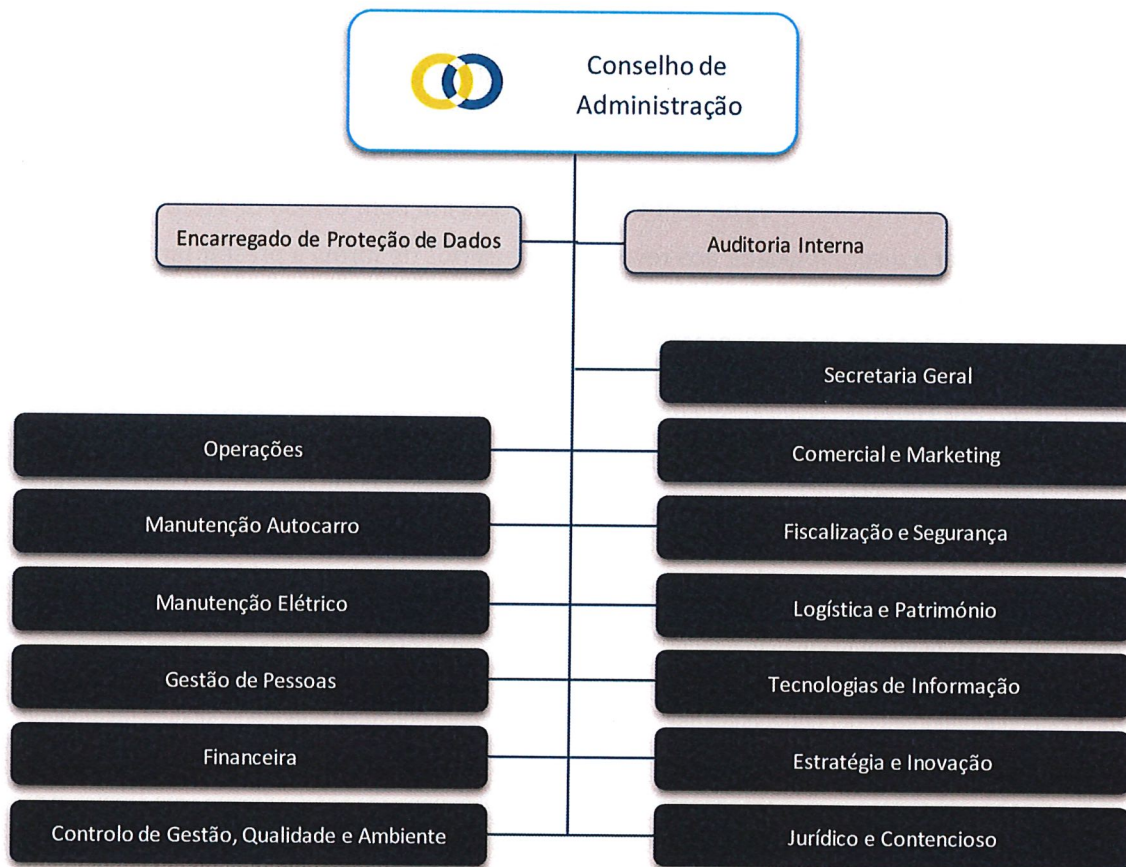 Conselho de
Administração
Encarregado de Proteção de Dados
Auditoria Interna
Secretaria Geral
Operações
Comercial e Marketing
Manutenção Autocarro
Fiscalização e Segurança
Manutenção Elétrico
Logística e Património
Gestão de Pessoas
Tecnologias de Informação
Financeira
Estratégia e Inovação
Controlo de Gestão, Qualidade e Ambiente
Jurídico e Contencioso